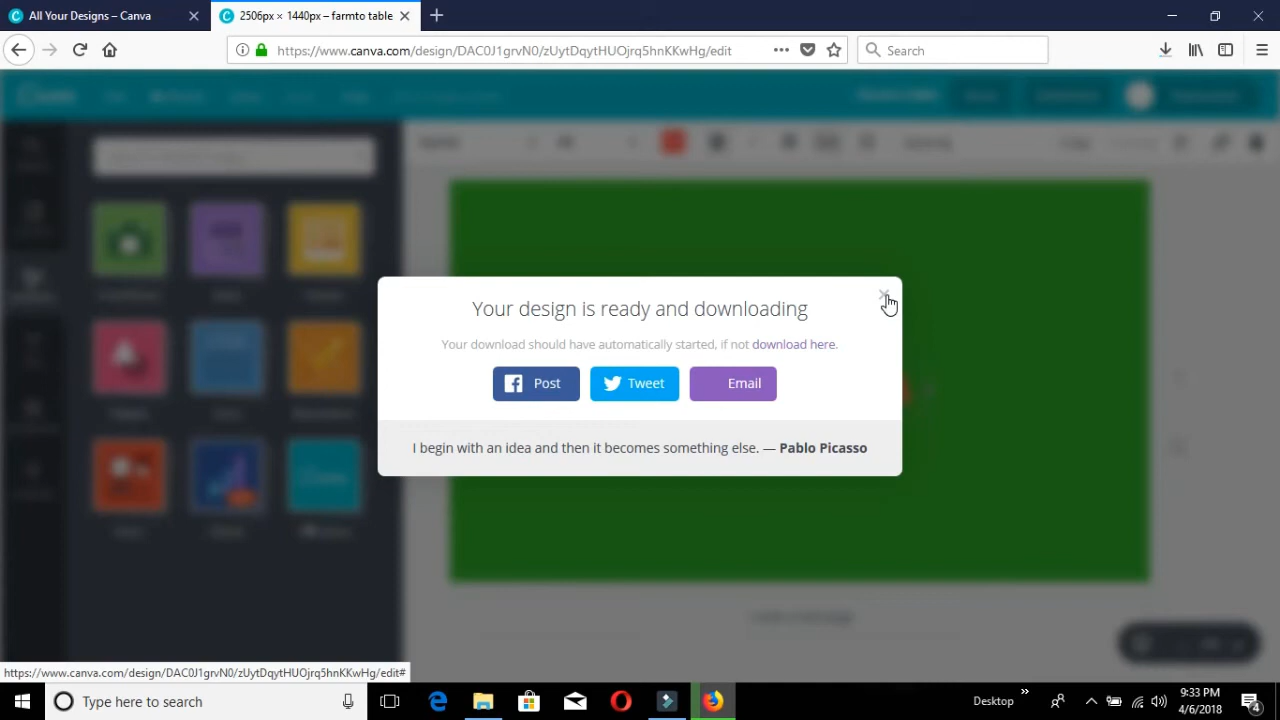 All Your Designs – Canva
2506px × 1440px – farmto table
https://www.canva.com/design/DAC0J1grvN0/zUytDqytHUOjrq5hnKKwHg/edit
Search
Your design is ready and downloading
Your download should have automatically started, if not download here.
Post
Tweet
Email
I begin with an idea and then it becomes something else. — Pablo Picasso
https://www.canva.com/design/DAC0J1grvN0/zUytDqytHUOjrq5hnKKwHg/edit#
Type here to search
Desktop
9:33 PM
4/6/2018
4